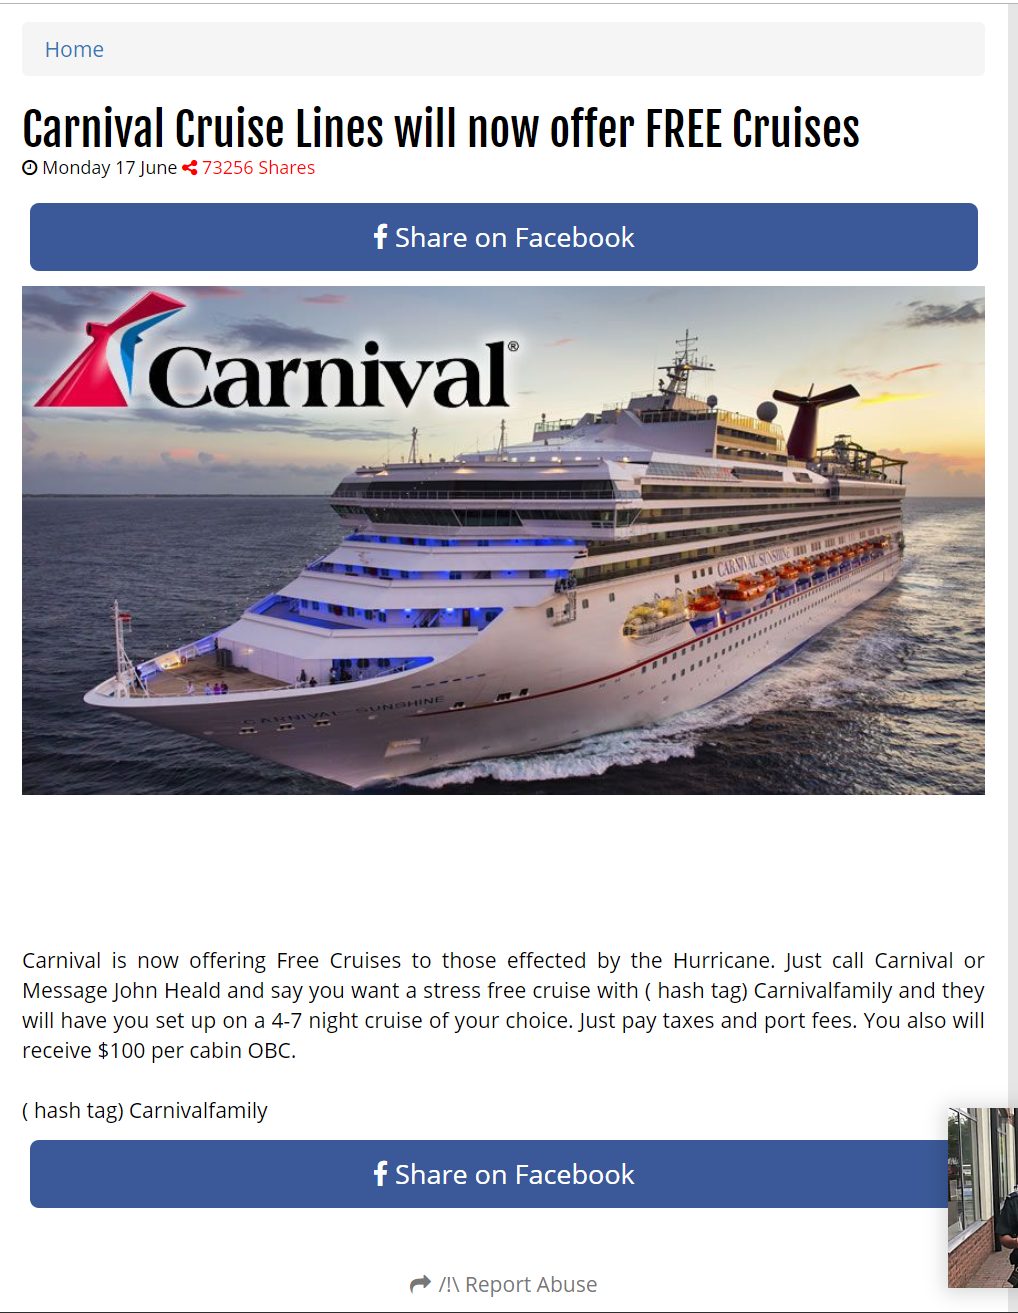 Home
Carnival Cruise Lines will now offer FREE Cruises
Monday 17 June 73256 Shares
Share on Facebook
Carnival®
CARNIVAL SUNSHINE
CARNIVAL SUNSHINE
Carnival is now offering Free Cruises to those effected by the Hurricane. Just call Carnival or
Message John Heald and say you want a stress free cruise with ( hash tag) Carnivalfamily and they
will have you set up on a 4-7 night cruise of your choice. Just pay taxes and port fees. You also will
receive $100 per cabin OBC.
( hash tag) Carnivalfamily
Share on Facebook
/!\ Report Abuse